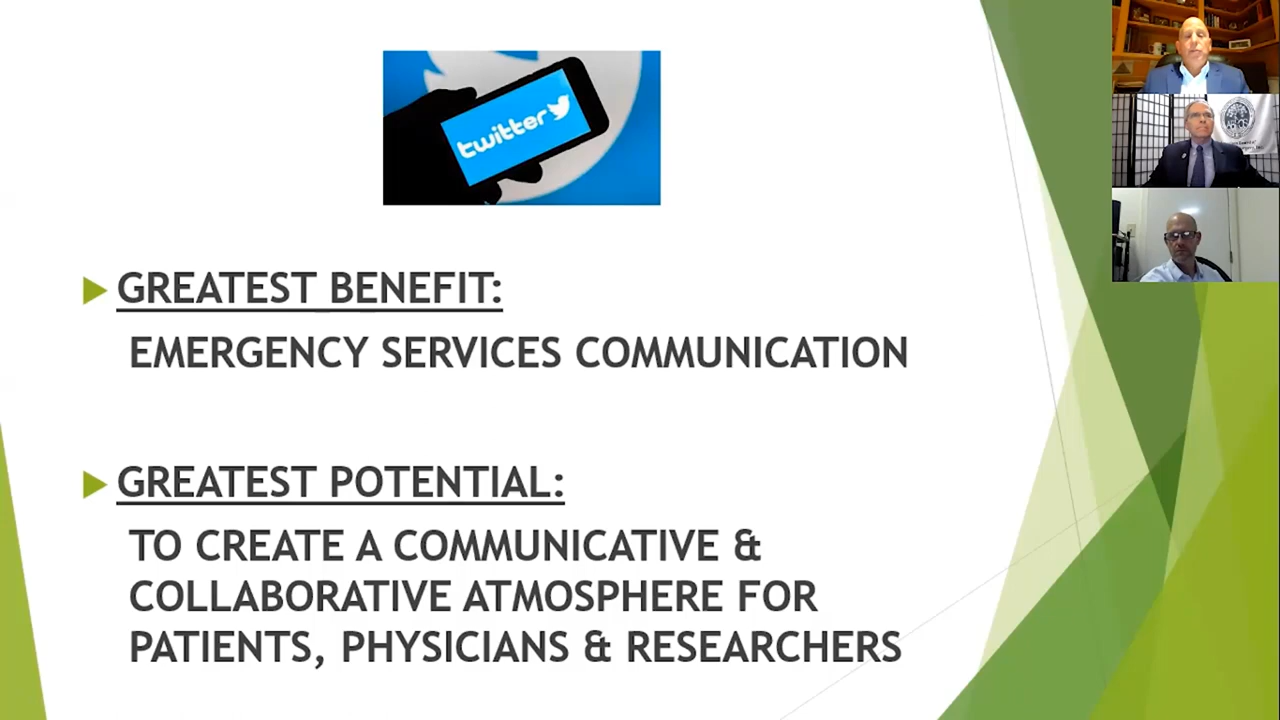 twitter
GREATEST BENEFIT:
EMERGENCY SERVICES COMMUNICATION
GREATEST POTENTIAL:
TO CREATE A COMMUNICATIVE &
COLLABORATIVE ATMOSPHERE FOR
PATIENTS, PHYSICIANS & RESEARCHERS